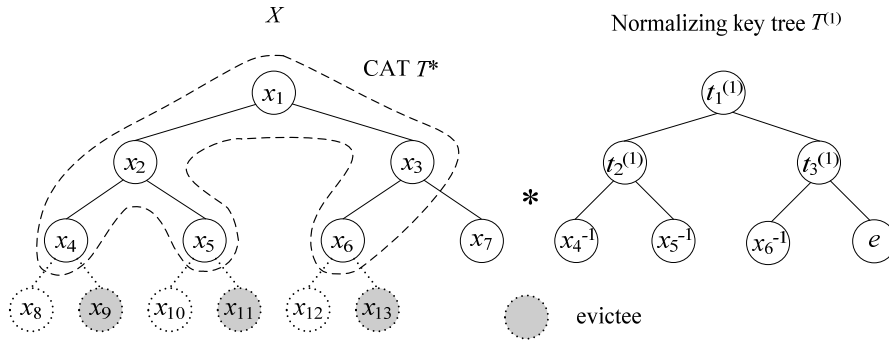 X
Normalizing key tree T⁽¹⁾
CAT T*
x₁
t₁⁽¹⁾
x₂
x₃
t₂⁽¹⁾
t₃⁽¹⁾
*
x₄
x₅
x₆
x₇
x₄⁻¹
x₅⁻¹
x₆⁻¹
e
x₈
x₉
x₁₀
x₁₁
x₁₂
x₁₃
evictee